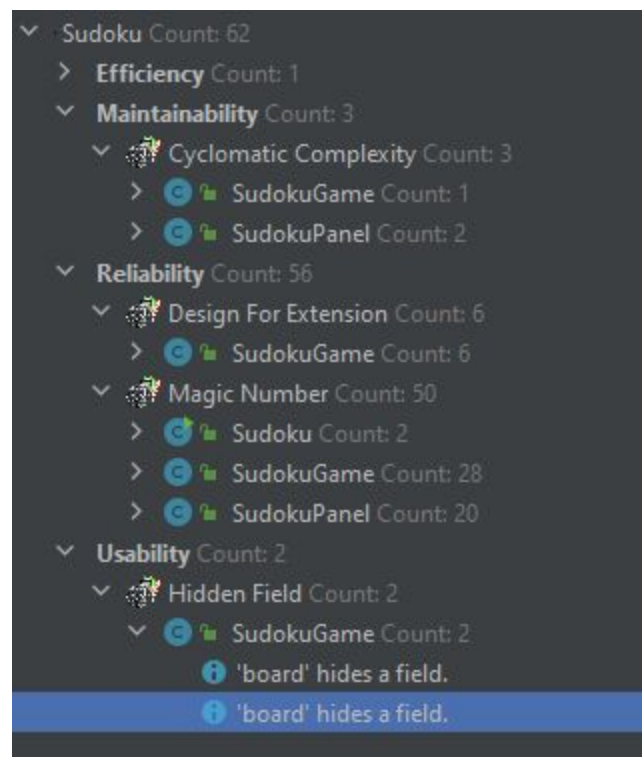 Sudoku Count: 62
Efficiency Count: 1
Maintainability Count: 3
Cyclomatic Complexity Count: 3
SudokuGame Count: 1
SudokuPanel Count: 2
Reliability Count: 56
Design For Extension Count: 6
SudokuGame Count: 6
Magic Number Count: 50
Sudoku Count: 2
SudokuGame Count: 28
SudokuPanel Count: 20
Usability Count: 2
Hidden Field Count: 2
SudokuGame Count: 2
'board' hides a field.
'board' hides a field.